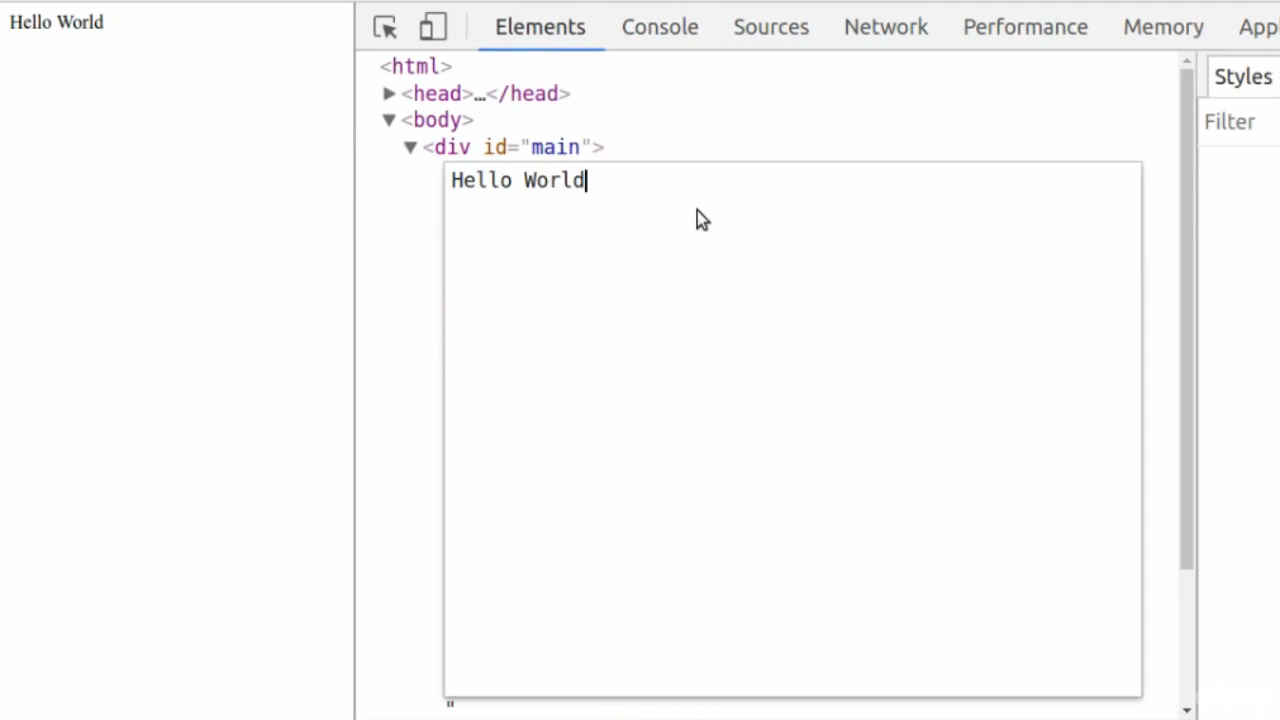 Hello World
Elements Console Sources Network Performance Memory App
<html>
<head>…</head>
<body>
<div id="main">
Hello World
"
Styles
Filter